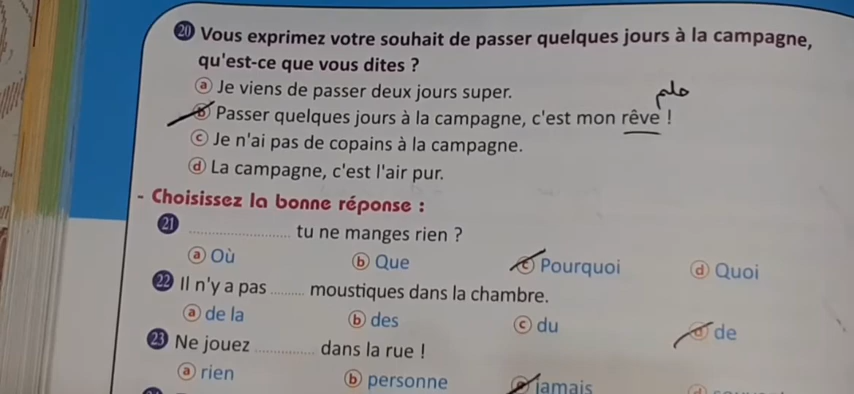 20 Vous exprimez votre souhait de passer quelques jours à la campagne,
qu'est-ce que vous dites ?
a Je viens de passer deux jours super.
حلم
b Passer quelques jours à la campagne, c'est mon rêve !
c Je n'ai pas de copains à la campagne.
d La campagne, c'est l'air pur.
- Choisissez la bonne réponse :
21 .......................... tu ne manges rien ?
a Où b Que c Pourquoi d Quoi
22 Il n'y a pas ......... moustiques dans la chambre.
a de la b des c du d de
23 Ne jouez ............... dans la rue !
a rien b personne c jamais d